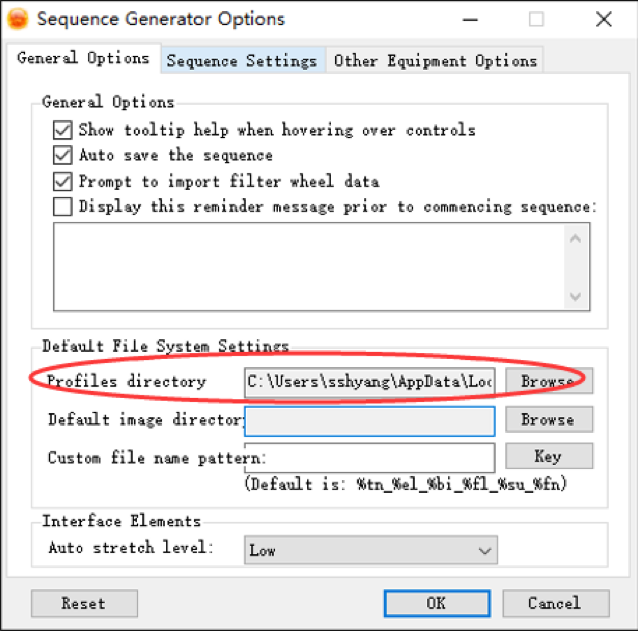 Sequence Generator Options
General Options Sequence Settings Other Equipment Options
General Options
Show tooltip help when hovering over controls
Auto save the sequence
Prompt to import filter wheel data
Display this reminder message prior to commencing sequence:
Default File System Settings
Profiles directory C:\Users\sshyang\AppData\Loc Browse
Default image director Browse
Custom file name pattern: Key
(Default is: %tn_%el_%bi_%fl_%su_%fn)
Interface Elements
Auto stretch level: Low
Reset OK Cancel